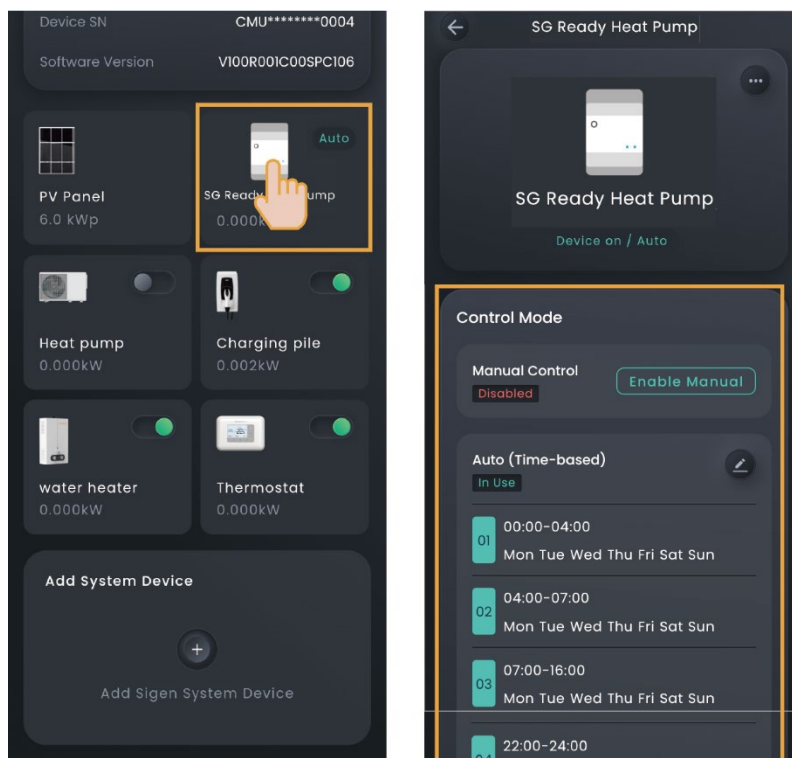 Device SN CMU********0004
Software Version V100R001C00SPC106
Auto
PV Panel
6.0 kWp
SG Ready ump
0.000k
Heat pump
0.000kW
Charging pile
0.002kW
water heater
0.000kW
Thermostat
0.000kW
Add System Device
+
Add Sigen System Device
SG Ready Heat Pump
SG Ready Heat Pump
Device on / Auto
Control Mode
Manual Control
Disabled
Enable Manual
Auto (Time-based)
In Use
01
00:00-04:00
Mon Tue Wed Thu Fri Sat Sun
02
04:00-07:00
Mon Tue Wed Thu Fri Sat Sun
03
07:00-16:00
Mon Tue Wed Thu Fri Sat Sun
22:00-24:00